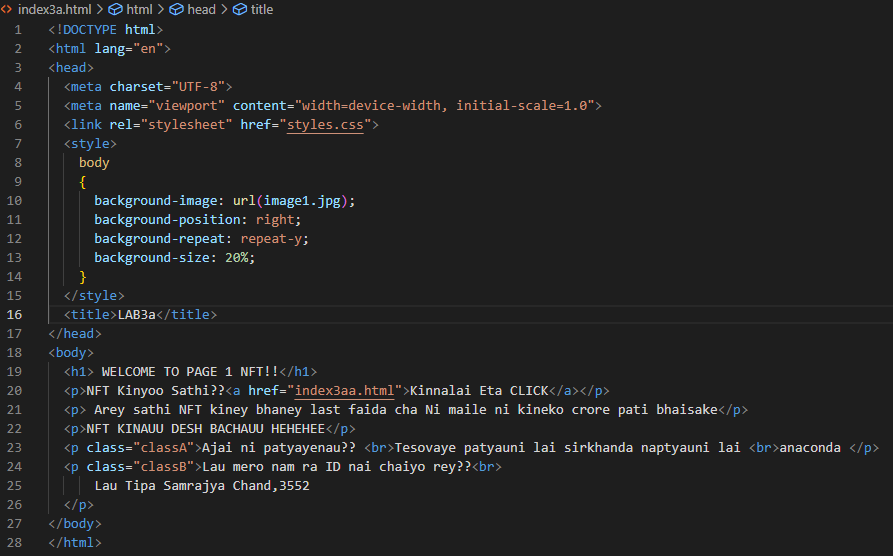 index3a.html > html > head > title
1 <!DOCTYPE html>
2 <html lang="en">
3 <head>
4   <meta charset="UTF-8">
5   <meta name="viewport" content="width=device-width, initial-scale=1.0">
6   <link rel="stylesheet" href="styles.css">
7   <style>
8     body
9     {
10       background-image: url(image1.jpg);
11       background-position: right;
12       background-repeat: repeat-y;
13       background-size: 20%;
14     }
15   </style>
16   <title>LAB3a</title>
17 </head>
18 <body>
19   <h1> WELCOME TO PAGE 1 NFT!!</h1>
20   <p>NFT Kinyoo Sathi??<a href="index3aa.html">Kinnalai Eta CLICK</a></p>
21   <p> Arey sathi NFT kiney bhaney last faida cha Ni maile ni kineko crore pati bhaisake</p>
22   <p>NFT KINAUU DESH BACHAUU HEHEHEE</p>
23   <p class="classA">Ajai ni patyayenau?? <br>Tesovaye patyauni lai sirkhanda naptyauni lai <br>anaconda </p>
24   <p class="classB">Lau mero nam ra ID nai chaiyo rey??<br>
25       Lau Tipa Samrajya Chand,3552
26   </p>
27 </body>
28 </html>